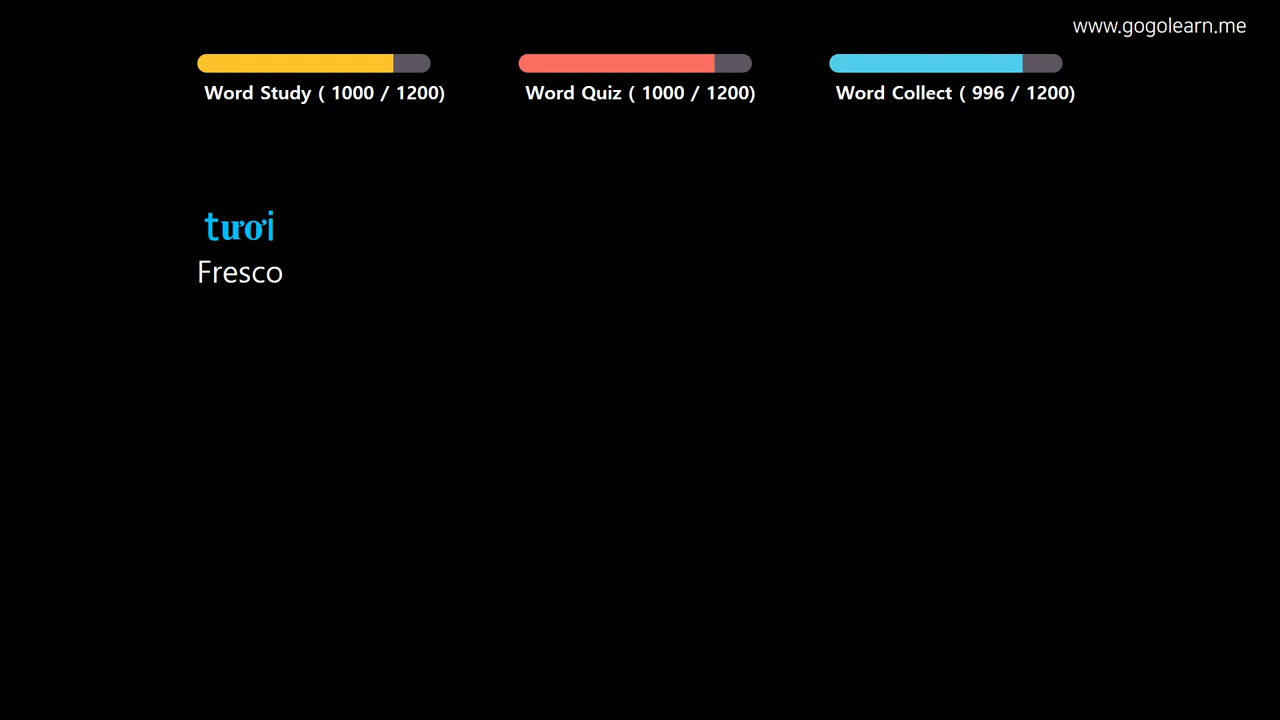 www.gogolearn.me
Word Study ( 1000 / 1200)
Word Quiz ( 1000 / 1200)
Word Collect ( 996 / 1200)
tươi
Fresco